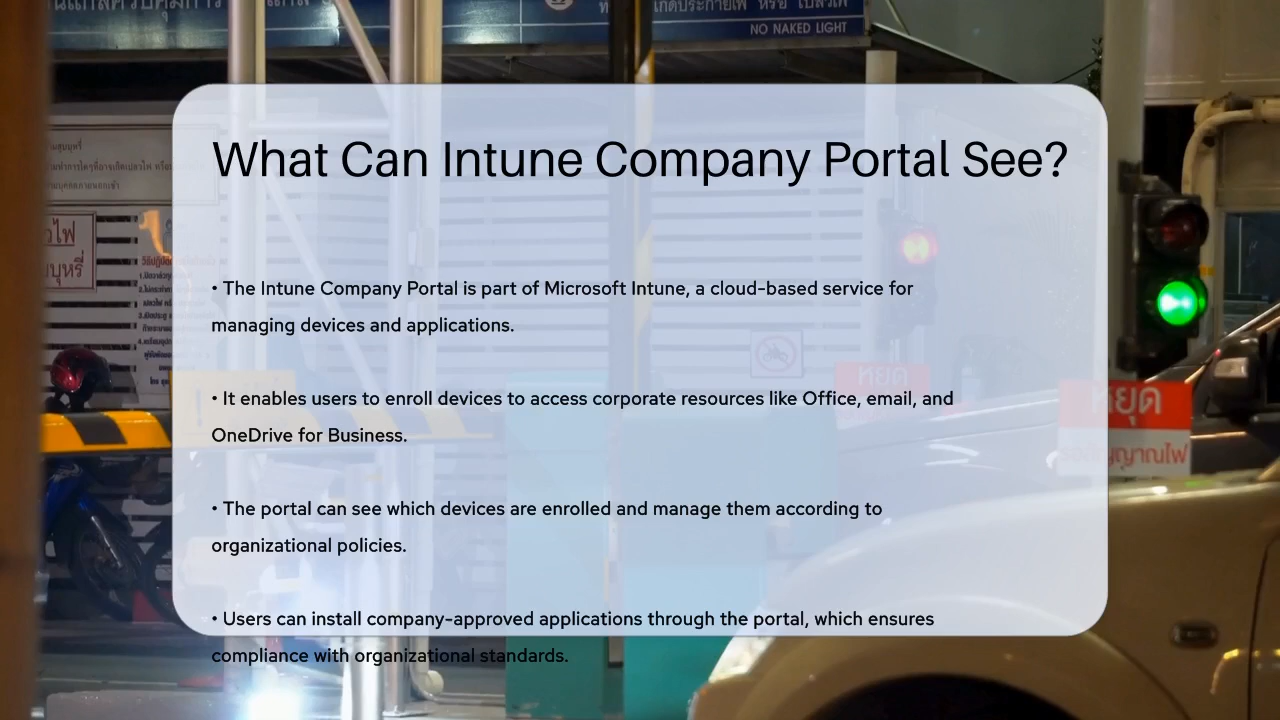 NO NAKED LIGHT
What Can Intune Company Portal See?
• The Intune Company Portal is part of Microsoft Intune, a cloud-based service for
managing devices and applications.
• It enables users to enroll devices to access corporate resources like Office, email, and
OneDrive for Business.
• The portal can see which devices are enrolled and manage them according to
organizational policies.
• Users can install company-approved applications through the portal, which ensures
compliance with organizational standards.
หยุด
หยุด